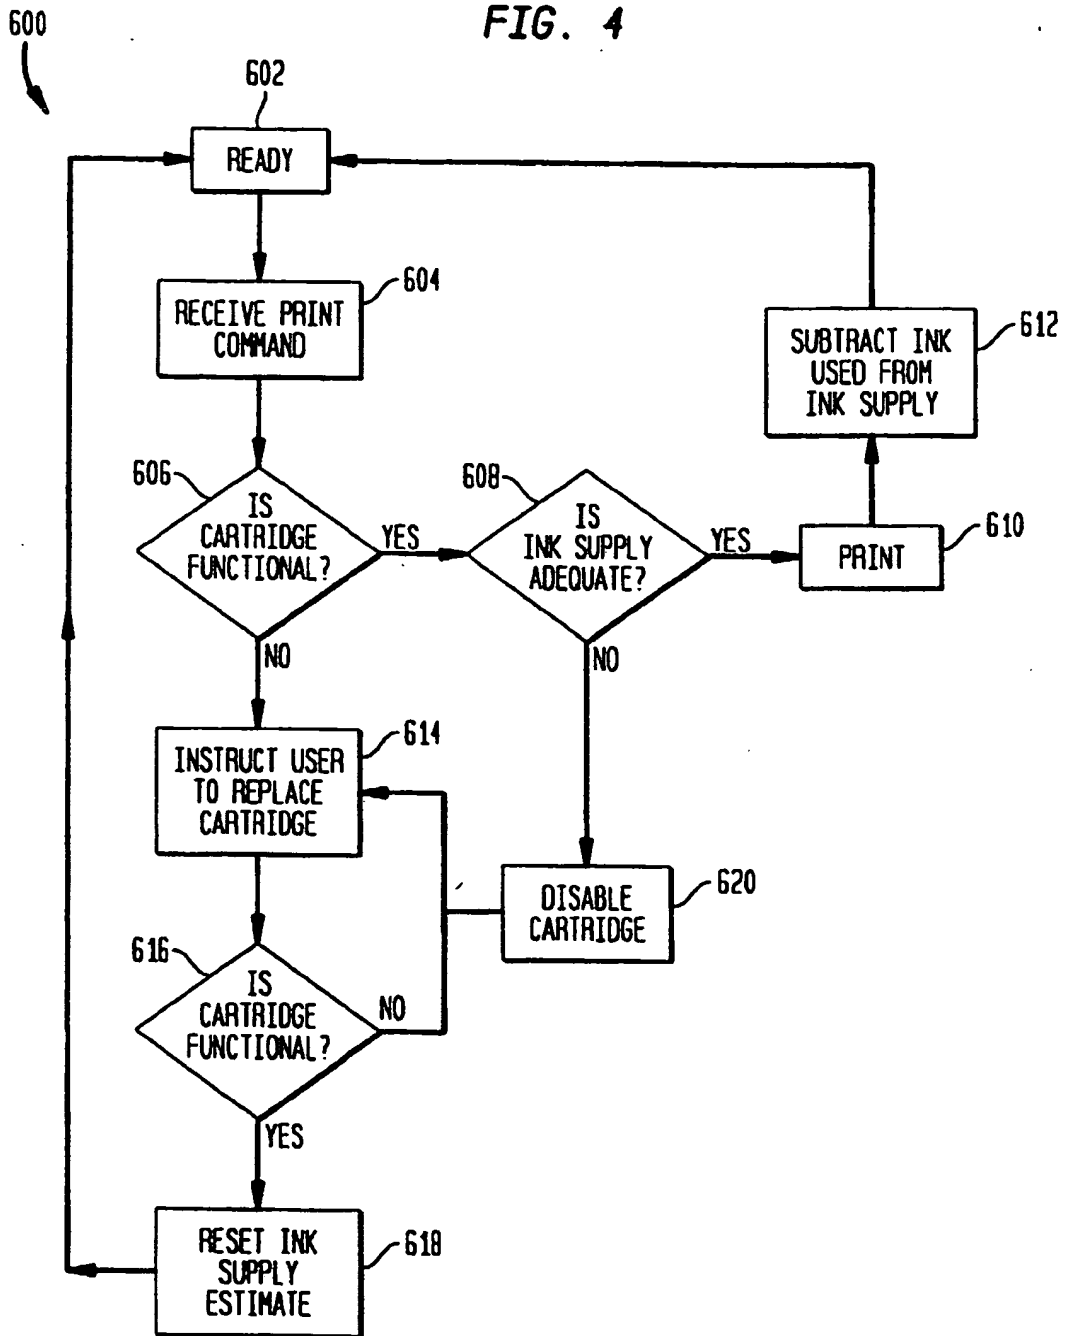 FIG. 4
600
602
READY
604
RECEIVE PRINT
COMMAND
606
IS
CARTRIDGE
FUNCTIONAL?
YES
NO
608
IS
INK SUPPLY
ADEQUATE?
YES
NO
610
PRINT
612
SUBTRACT INK
USED FROM
INK SUPPLY
614
INSTRUCT USER
TO REPLACE
CARTRIDGE
620
DISABLE
CARTRIDGE
616
IS
CARTRIDGE
FUNCTIONAL?
NO
YES
618
RESET INK
SUPPLY
ESTIMATE